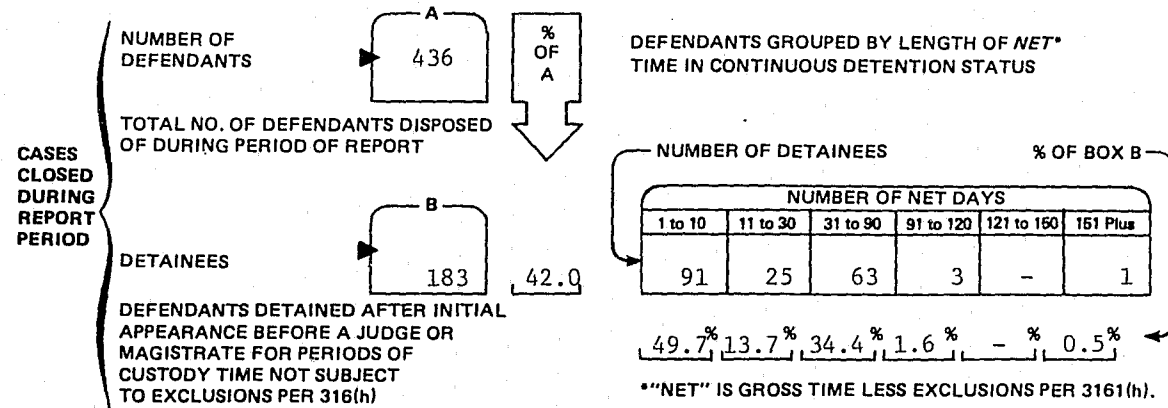 A
NUMBER OF
DEFENDANTS
436
%
OF
A
TOTAL NO. OF DEFENDANTS DISPOSED
OF DURING PERIOD OF REPORT
CASES
CLOSED
DURING
REPORT
PERIOD
B
DETAINEES
183
42.0
DEFENDANTS DETAINED AFTER INITIAL
APPEARANCE BEFORE A JUDGE OR
MAGISTRATE FOR PERIODS OF
CUSTODY TIME NOT SUBJECT
TO EXCLUSIONS PER 316(h)
DEFENDANTS GROUPED BY LENGTH OF NET*
TIME IN CONTINUOUS DETENTION STATUS
NUMBER OF DETAINEES % OF BOX B
NUMBER OF NET DAYS
1 to 10 11 to 30 31 to 90 91 to 120 121 to 150 151 Plus
91 25 63 3 – 1
49.7% 13.7% 34.4% 1.6% – % 0.5%
*"NET" IS GROSS TIME LESS EXCLUSIONS PER 3161(h).